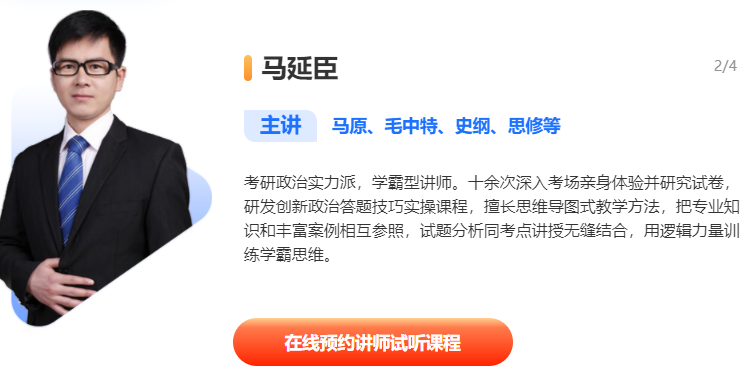 马延臣
2/4
主讲 马原、毛中特、史纲、思修等
考研政治实力派，学霸型讲师。十余次深入考场亲身体验并研究试卷，
研发创新政治答题技巧实操课程，擅长思维导图式教学方法，把专业知
识和丰富案例相互参照，试题分析同考点讲授无缝结合，用逻辑力量训
练学霸思维。
在线预约讲师试听课程